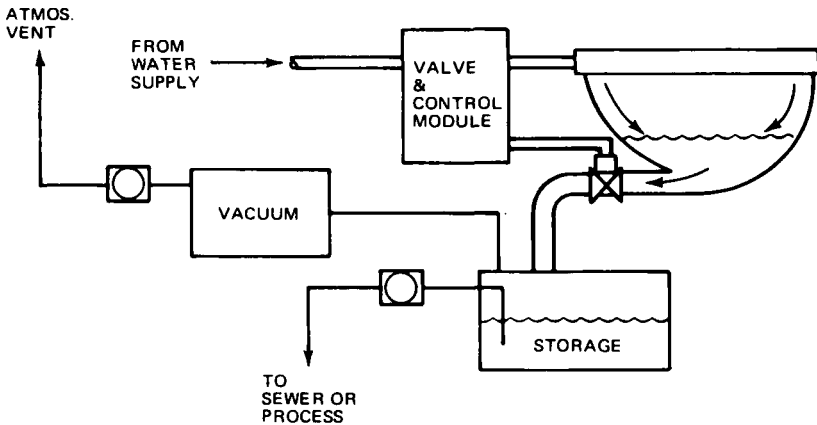 ATMOS.
VENT
FROM
WATER
SUPPLY
VALVE
&
CONTROL
MODULE
VACUUM
STORAGE
TO
SEWER OR
PROCESS